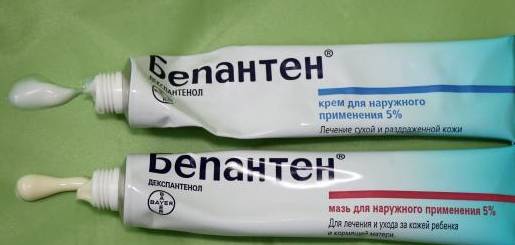 Бепантен®
ДЕКСПАНТЕНОЛ
крем для наружного
применения 5%
Лечение сухой и раздраженной кожи
Бепантен®
ДЕКСПАНТЕНОЛ
BAYER
мазь для наружного применения 5%
Для лечения и ухода за кожей ребенка
и кормящей матери.